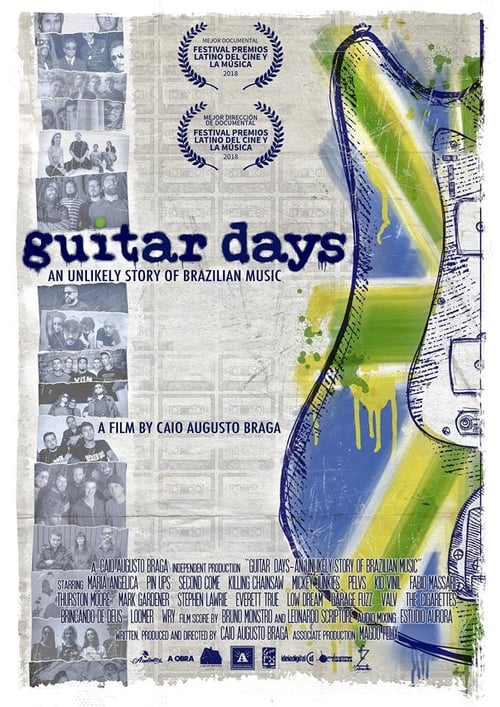 MEJOR DOCUMENTAL
FESTIVAL PREMIOS
LATINO DEL CINE Y
LA MÚSICA
2018
MEJOR DIRECCIÓN
DE DOCUMENTAL
FESTIVAL PREMIOS
LATINO DEL CINE Y
LA MÚSICA
2018
guitar days
AN UNLIKELY STORY OF BRAZILIAN MUSIC
A FILM BY CAIO AUGUSTO BRAGA
A CAIO AUGUSTO BRAGA INDEPENDENT PRODUCTION "GUITAR DAYS - AN UNLIKELY STORY OF BRAZILIAN MUSIC"
STARRING MARIA ANGELICA PIN UPS SECOND COME KILLING CHAINSAW MICKEY JUNKIES PELVS KID VINIL FABIO MASSARI
THURSTON MOORE MARK GARDENER STEPHEN LAWRIE EVERETT TRUE LOW DREAM GARAGE FUZZ VALV THE CIGARETTES
BRINCANDO DE DEUS LOOMER WRY FILM SCORE BY BRUNO MONSTRO AND LEONARDO SCRIPTORE AUDIO MIXING ESTUDIO AURORA
WRITTEN, PRODUCED AND DIRECTED BY CAIO AUGUSTO BRAGA ASSOCIATE PRODUCTION MAGOO FELIX
A OBRA